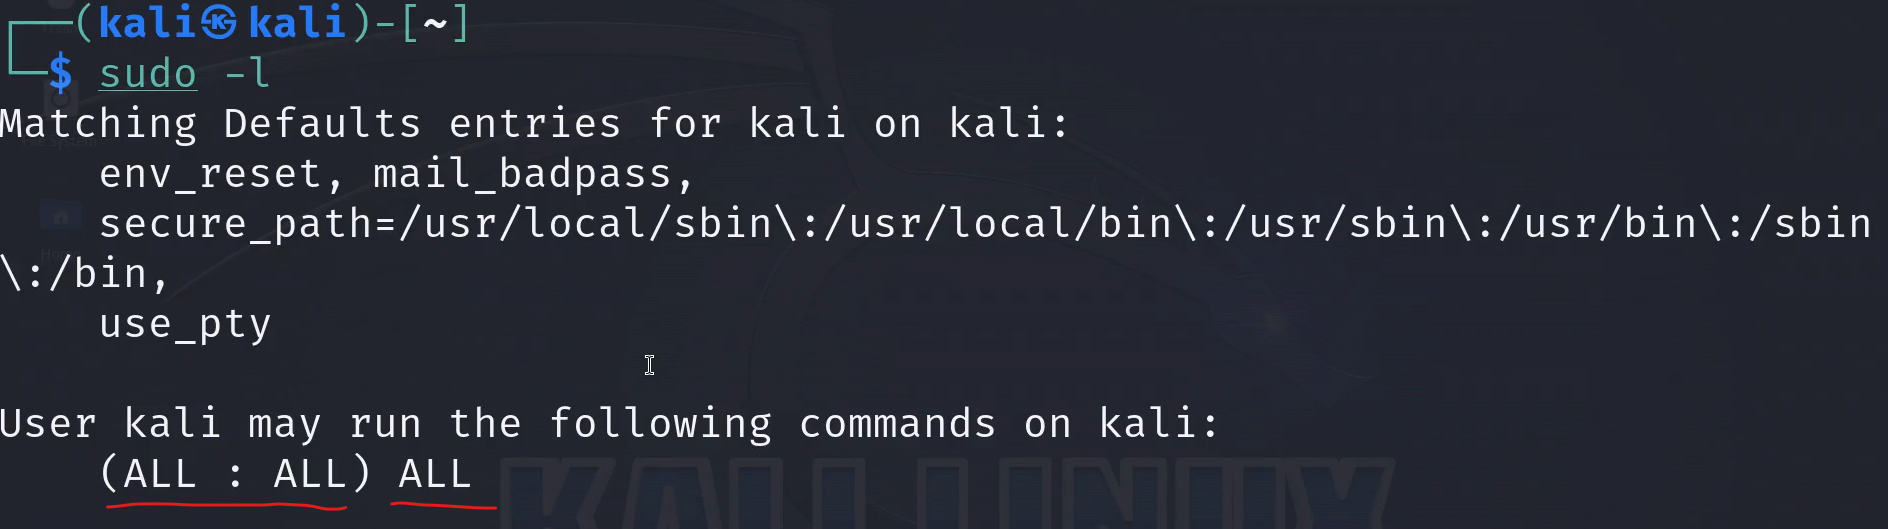 (kali㉿kali)-[~]
$ sudo -l
Matching Defaults entries for kali on kali:
env_reset, mail_badpass,
secure_path=/usr/local/sbin\:/usr/local/bin\:/usr/sbin\:/usr/bin\:/sbin
\:/bin,
use_pty
User kali may run the following commands on kali:
(ALL : ALL) ALL
KALI LINUX